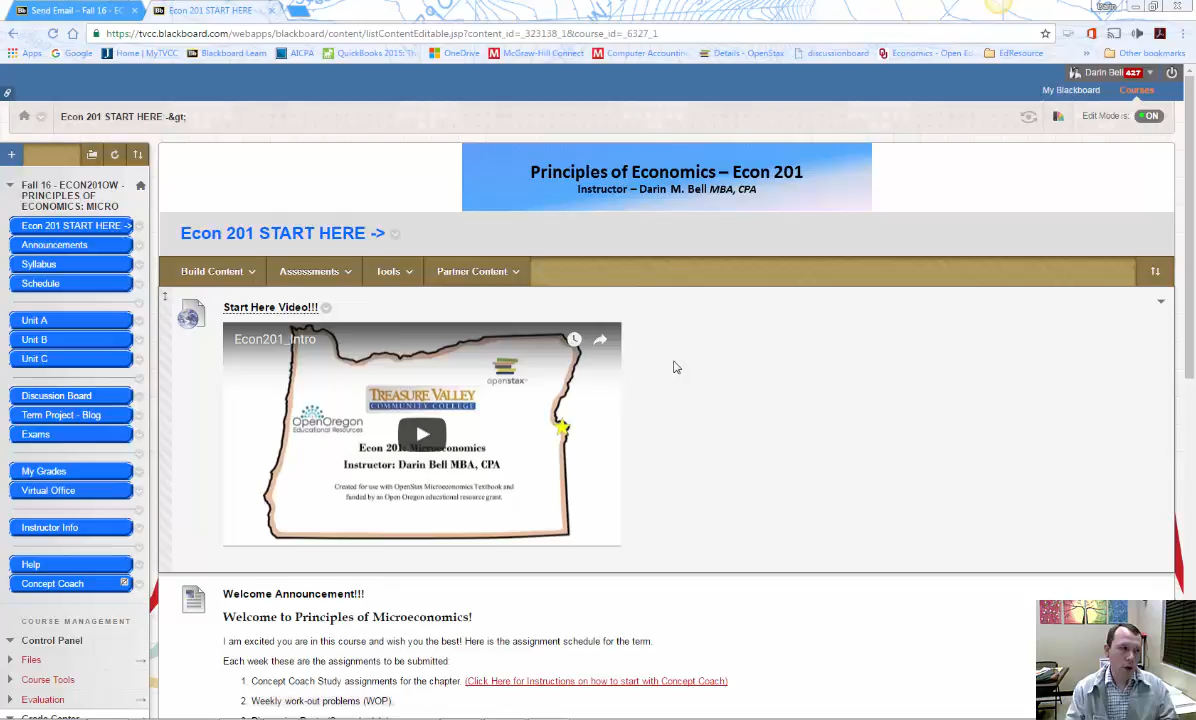 Send Email – Fall 16 - EC
Econ 201 START HERE -
https://tvcc.blackboard.com/webapps/blackboard/content/listContentEditable.jsp?content_id=_323138_1&course_id=_6327_1
Apps Google Home | MyTVCC Blackboard Learn AICPA QuickBooks 2015: Th OneDrive McGraw-Hill Connect Computer Accounting Details - OpenStax discussionboard Economics - Open E EdResource Other bookmarks
Darin Bell 427
My Blackboard Courses
Econ 201 START HERE -&gt;
Edit Mode is: ON
Principles of Economics – Econ 201
Instructor – Darin M. Bell MBA, CPA
Fall 16 - ECON201OW -
PRINCIPLES OF
ECONOMICS: MICRO
Econ 201 START HERE ->
Announcements
Syllabus
Schedule
Unit A
Unit B
Unit C
Discussion Board
Term Project - Blog
Exams
My Grades
Virtual Office
Instructor Info
Help
Concept Coach
COURSE MANAGEMENT
Control Panel
Files
Course Tools
Evaluation
Grade Center
Econ 201 START HERE ->
Build Content Assessments Tools Partner Content
Start Here Video!!!
Econ201_Intro
openstax
TREASURE VALLEY
COMMUNITY COLLEGE
OpenOregon
Educational Resources
Econ 201: Microeconomics
Instructor: Darin Bell MBA, CPA
Created for use with OpenStax Microeconomics Textbook and
funded by an Open Oregon educational resource grant.
Welcome Announcement!!!
Welcome to Principles of Microeconomics!
I am excited you are in this course and wish you the best! Here is the assignment schedule for the term.
Each week these are the assignments to be submitted:
1. Concept Coach Study assignments for the chapter. (Click Here for Instructions on how to start with Concept Coach)
2. Weekly work-out problems (WOP).